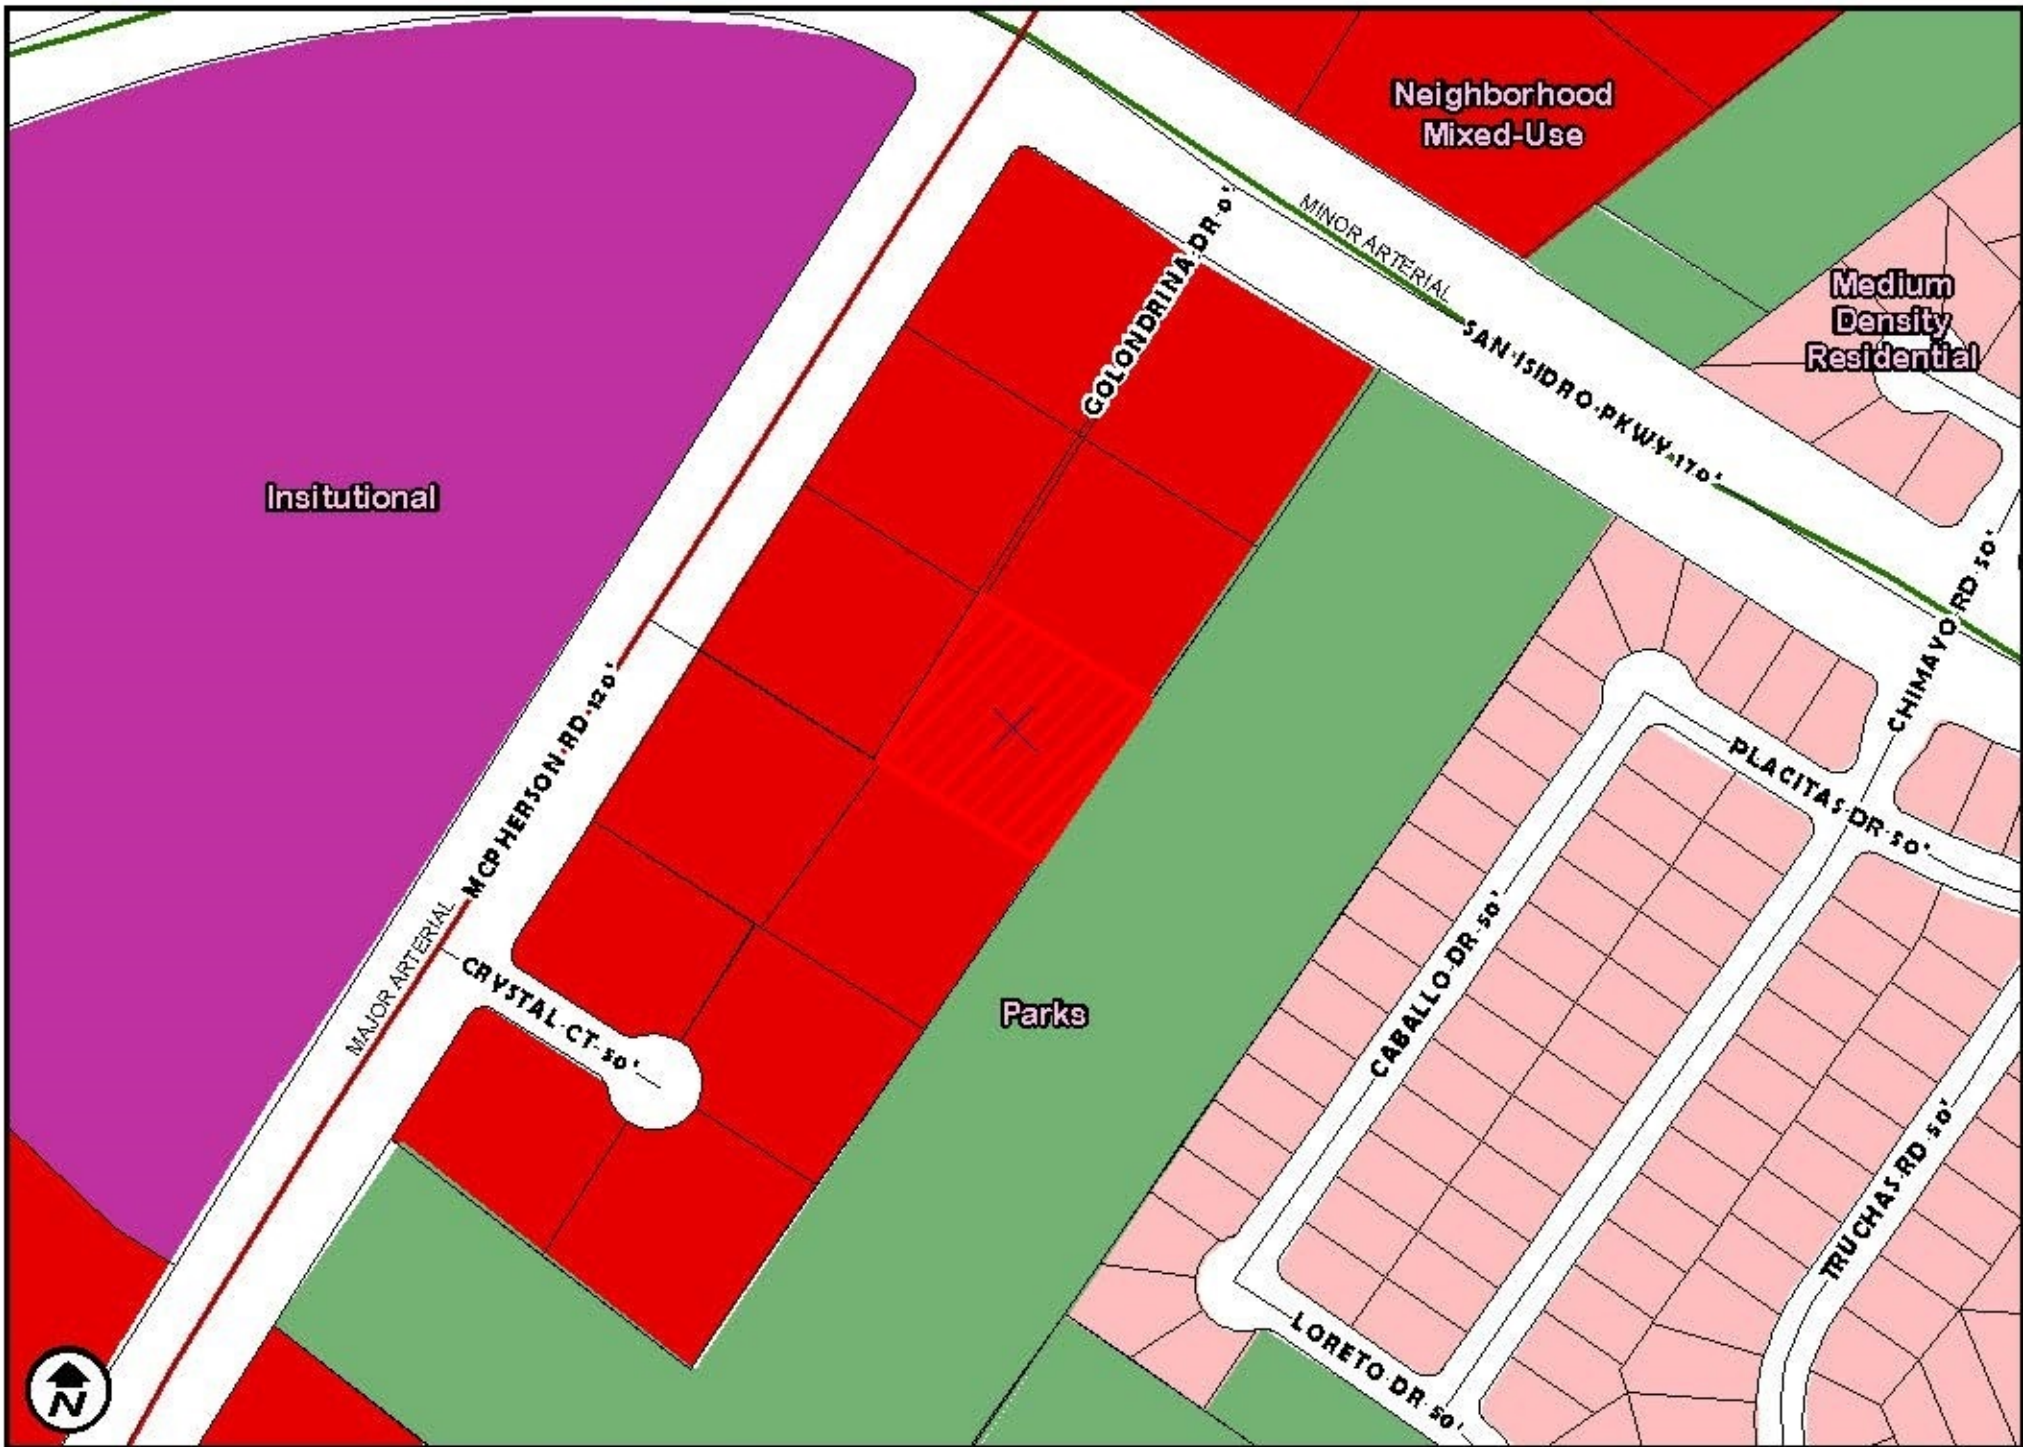 Neighborhood
Mixed-Use
MINOR ARTERIAL
GOLONDRINA DR 0'
SAN ISIDRO PKWY 170'
Medium
Density
Residential
Insitutional
CHIMAYO RD 50'
MCPHERSON RD 120'
PLACITAS DR 50'
MAJOR ARTERIAL
CRYSTAL CT 50'
CABALLO DR 50'
Parks
TRUCHAS RD 50'
LORETO DR 50'
N